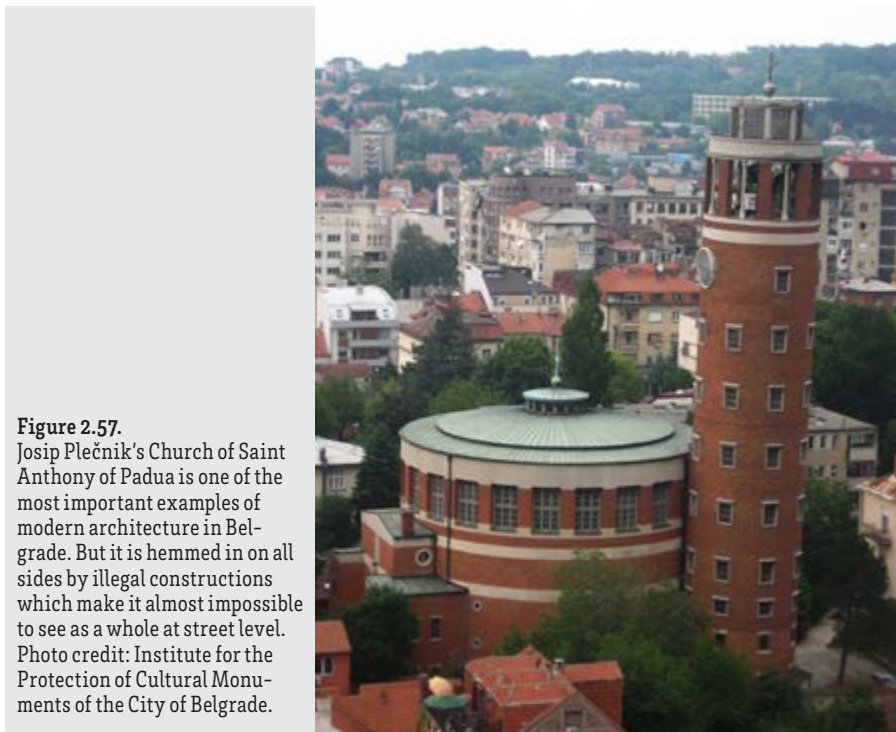 Figure 2.57.
Josip Plečnik's Church of Saint
Anthony of Padua is one of the
most important examples of
modern architecture in Bel-
grade. But it is hemmed in on all
sides by illegal constructions
which make it almost impossible
to see as a whole at street level.
Photo credit: Institute for the
Protection of Cultural Monu-
ments of the City of Belgrade.